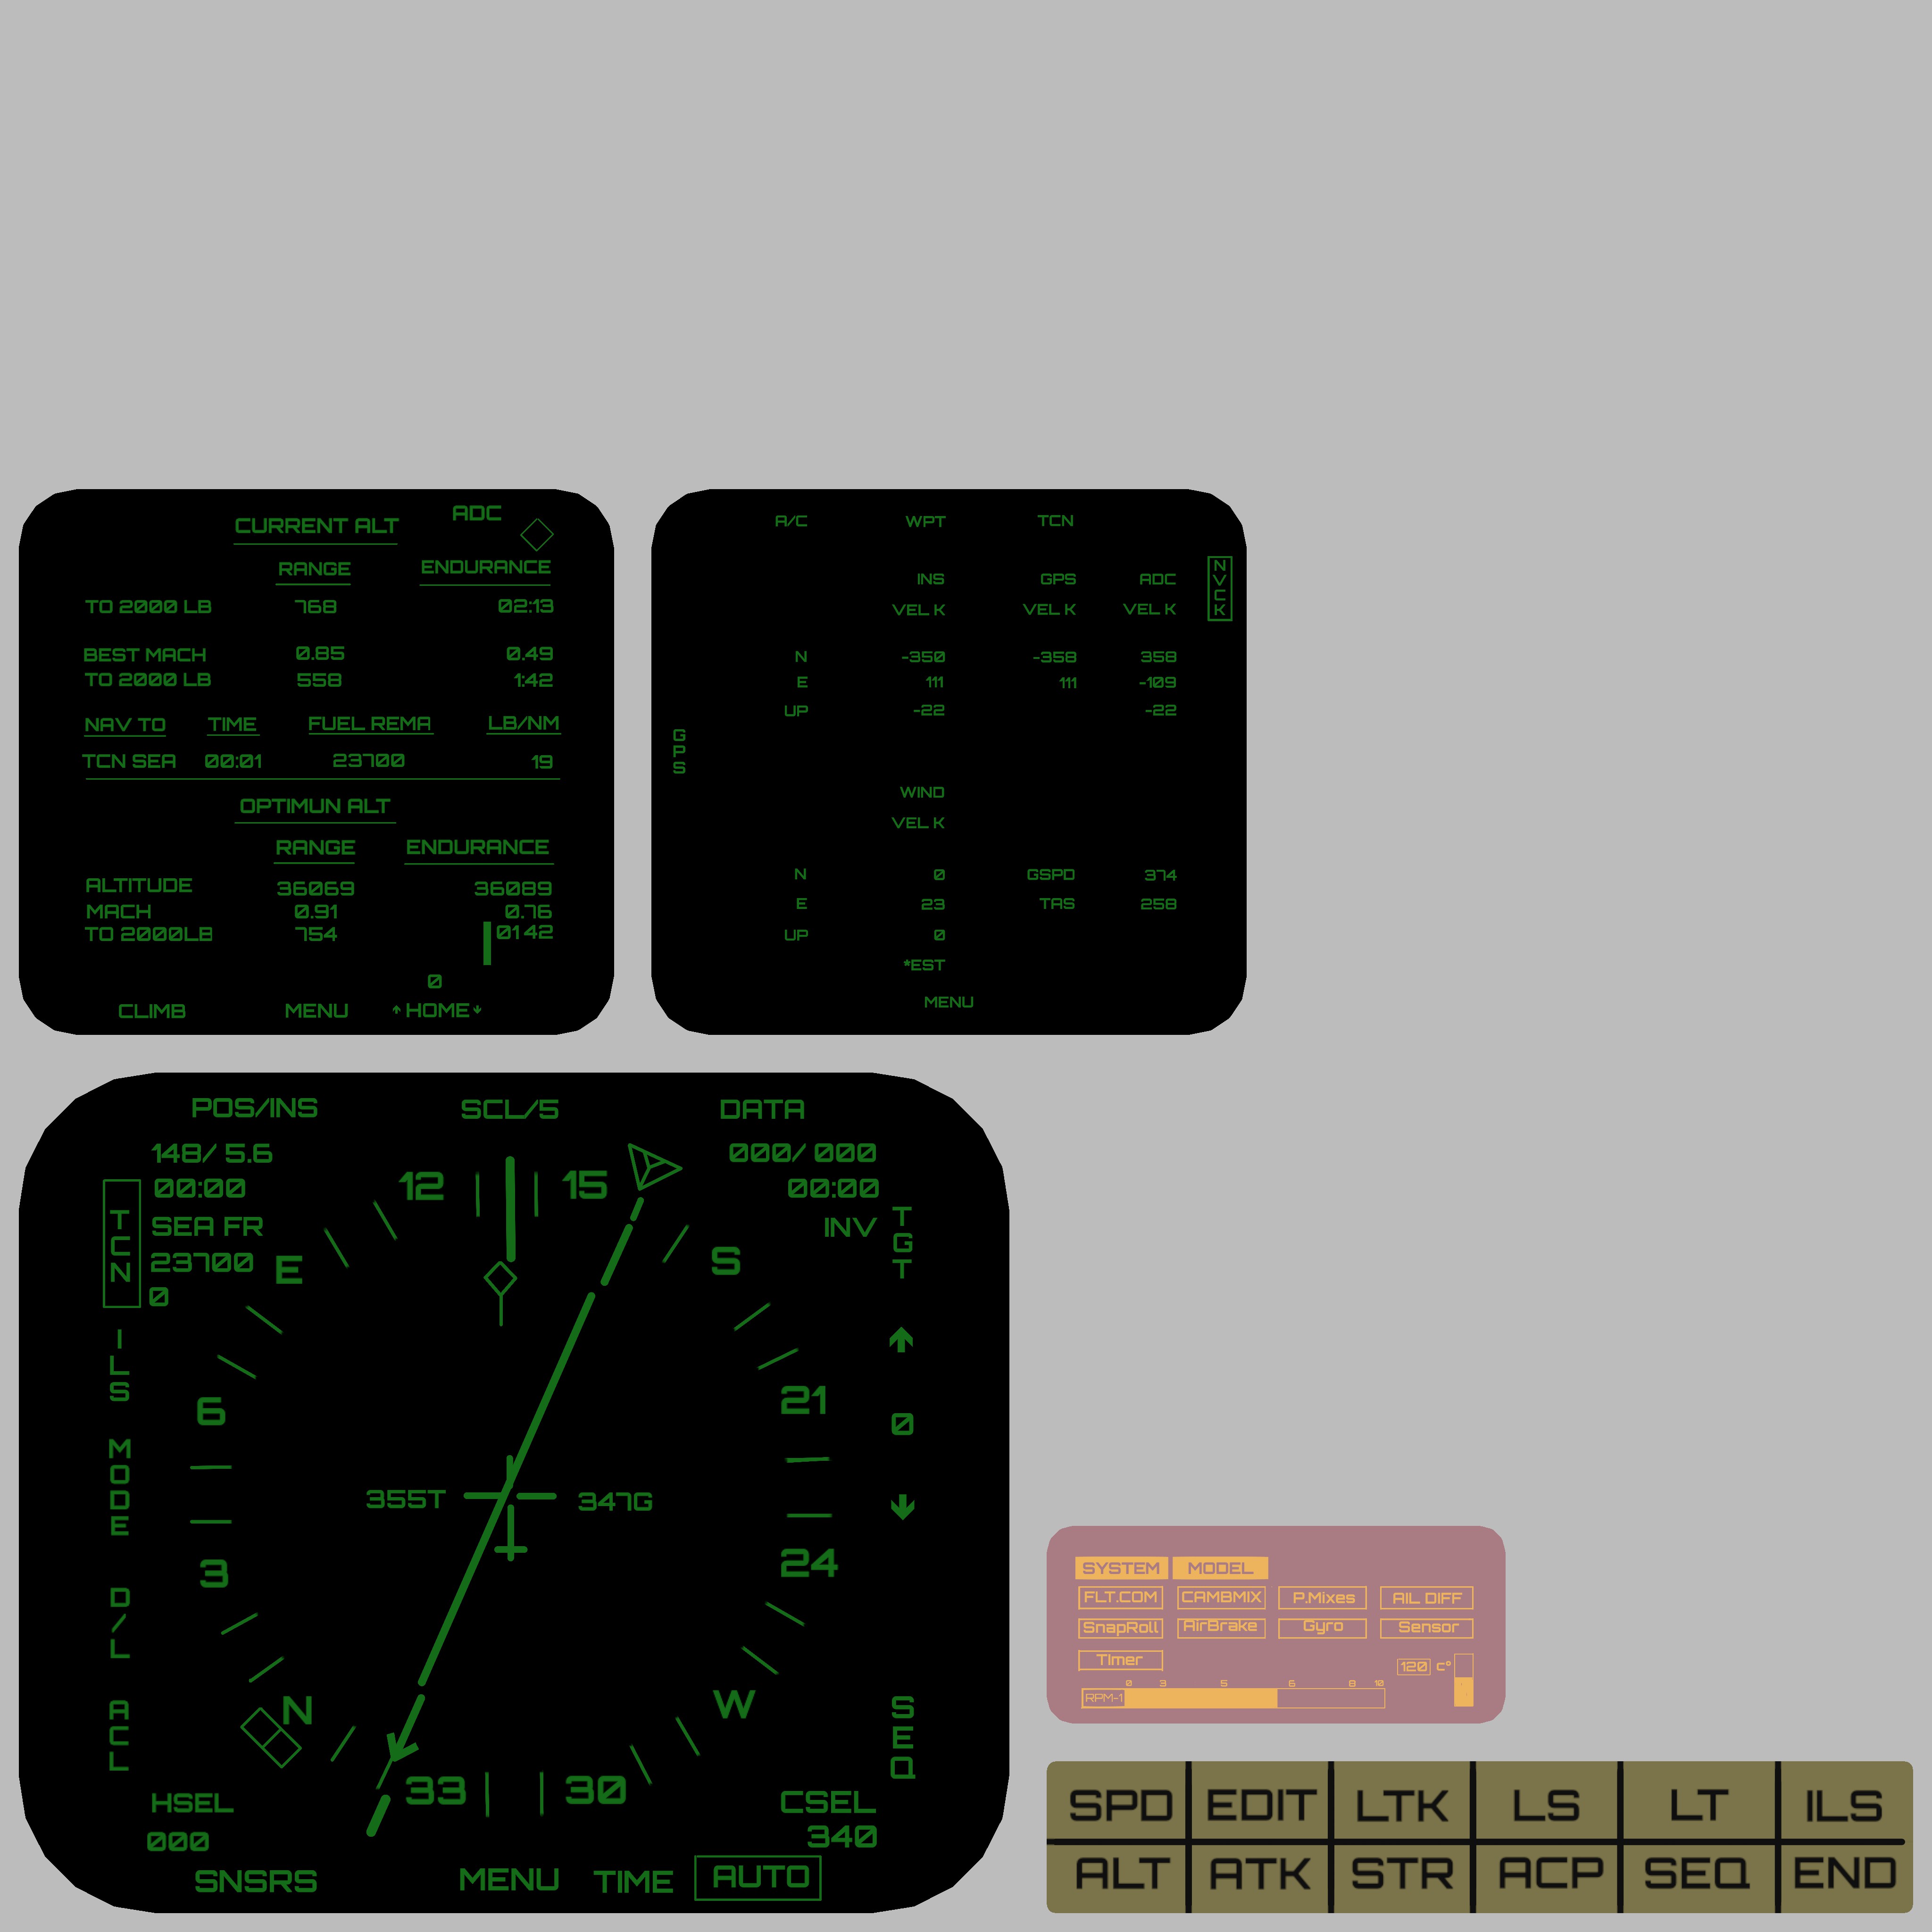 CURRENT ALT
ADC
RANGE
ENDURANCE
TO 2000 LB 768 02:13
BEST MACH 0.85 0.49
TO 2000 LB 558 1:42
NAV TO TIME FUEL REMA LB/NM
TCN SEA 00:01 23700 19
OPTIMUN ALT
RANGE ENDURANCE
ALTITUDE 36069 36089
MACH 0.91 0.76
TO 2000LB 754 0142
0
CLIMB MENU HOME
A/C WPT TCN
INS GPS ADC
VEL K VEL K VEL K
N -350 -358 358
E 111 111 -109
UP -22 -22
NVCK
GPS
WIND
VEL K
N 0 GSPD 374
E 23 TAS 258
UP 0
*EST
MENU
POS/INS SCL/5 DATA
148/ 5.6
00:00
SEA FR
23700
0
000/ 000
00:00
INV
TCN
ILS
MODE
D/L
ACL
TGT
0
SEQ
12
15
S
21
24
W
30
33
N
3
6
E
355T 347G
HSEL
000
CSEL
340
SNSRS MENU TIME AUTO
SYSTEM MODEL
FLT.COM CAMBMIX P.Mixes AIL DIFF
SnapRoll AirBrake Gyro Sensor
TImer
120 c°
0 3 5 6 8 10
RPM-1
SPD EDIT LTK LS LT ILS
ALT ATK STR ACP SEQ END